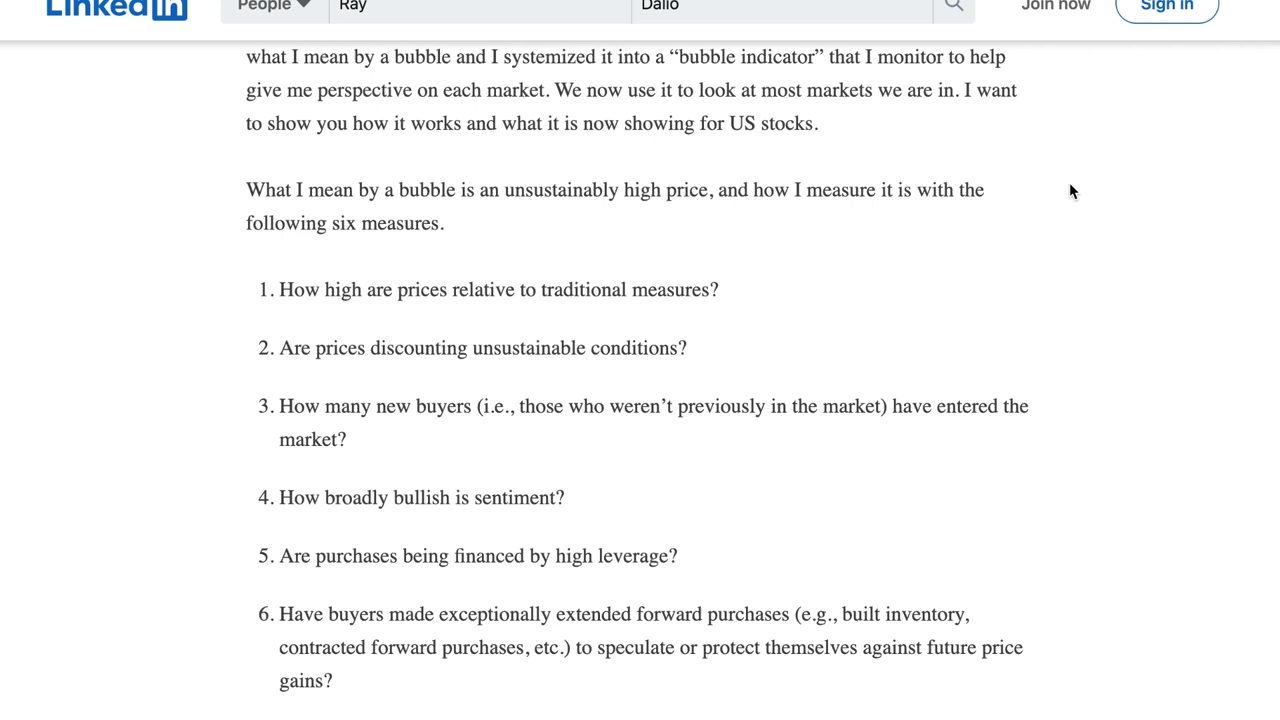 Linkedin
People
Ray
Dalio
Join now
Sign in
what I mean by a bubble and I systemized it into a “bubble indicator” that I monitor to help
give me perspective on each market. We now use it to look at most markets we are in. I want
to show you how it works and what it is now showing for US stocks.
What I mean by a bubble is an unsustainably high price, and how I measure it is with the
following six measures.
1. How high are prices relative to traditional measures?
2. Are prices discounting unsustainable conditions?
3. How many new buyers (i.e., those who weren’t previously in the market) have entered the
market?
4. How broadly bullish is sentiment?
5. Are purchases being financed by high leverage?
6. Have buyers made exceptionally extended forward purchases (e.g., built inventory,
contracted forward purchases, etc.) to speculate or protect themselves against future price
gains?